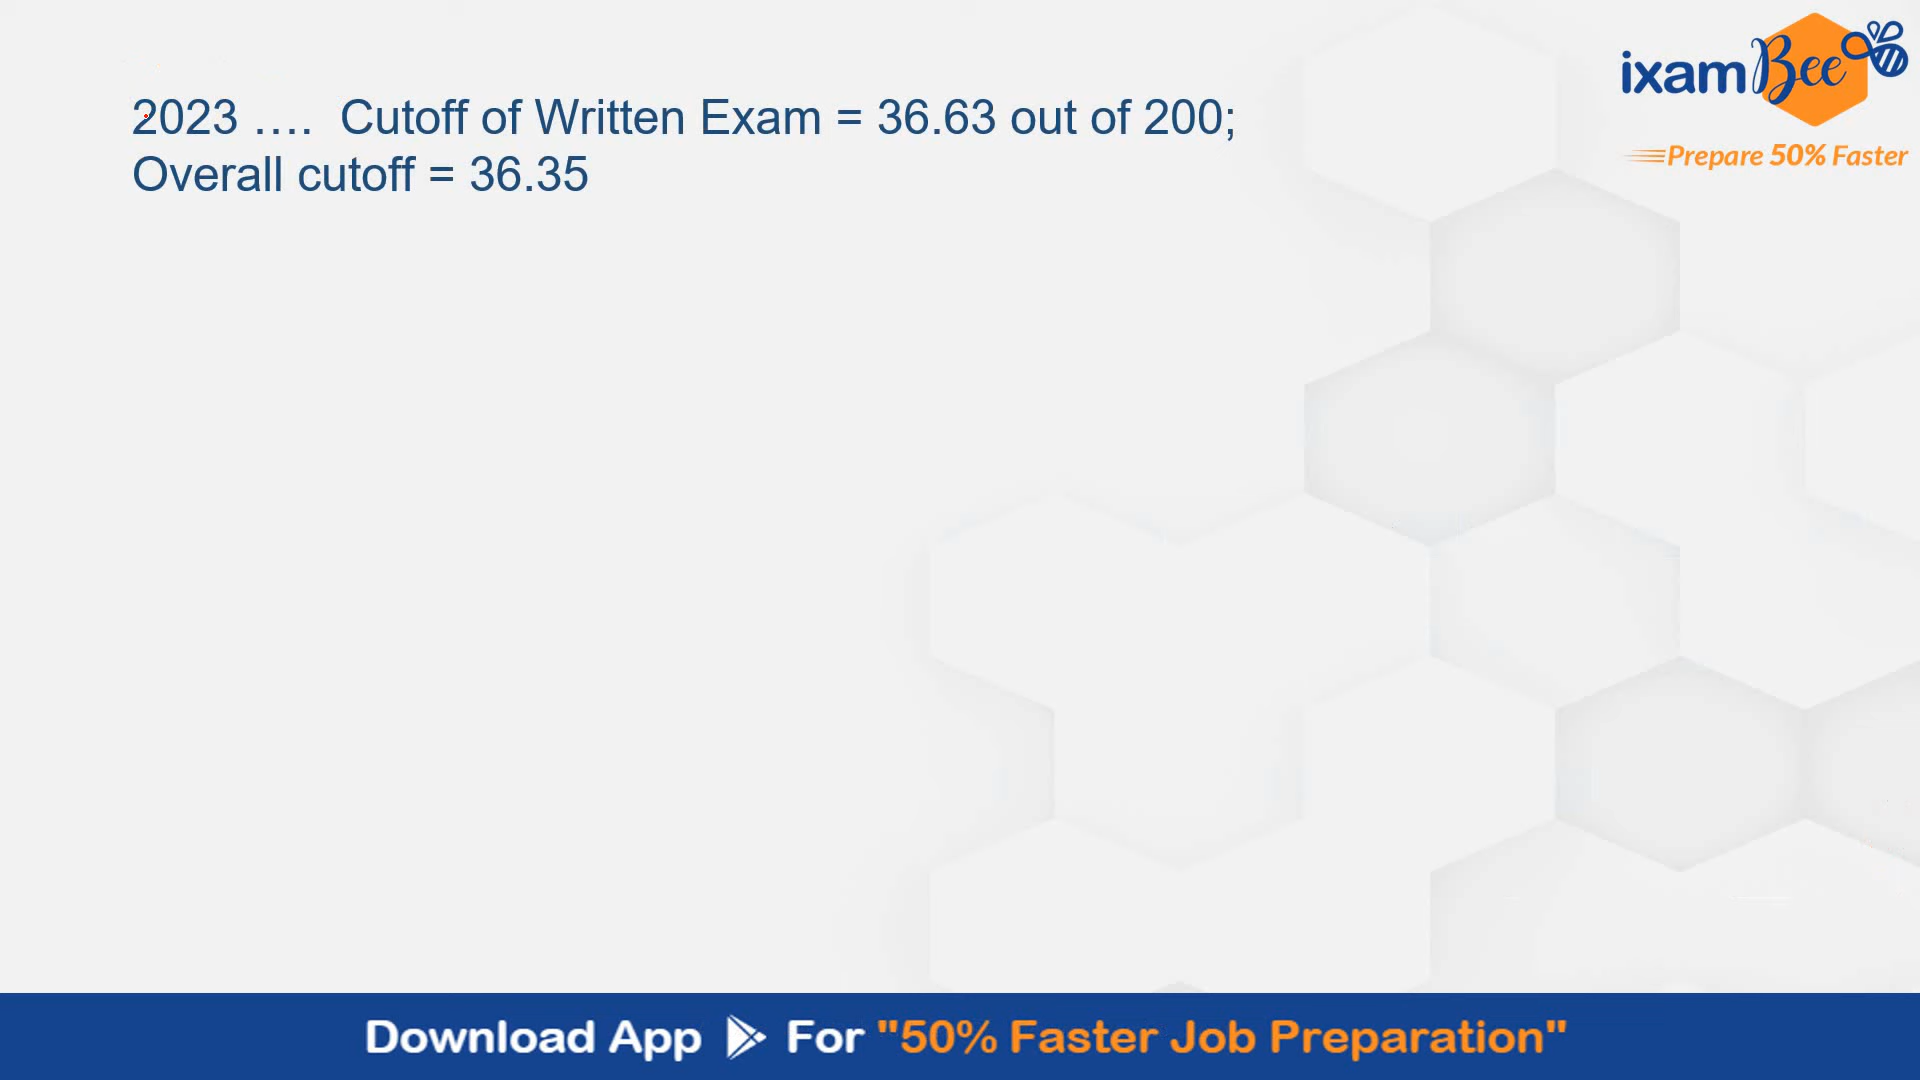 2023 …. Cutoff of Written Exam = 36.63 out of 200;
Overall cutoff = 36.35
ixamBee
Prepare 50% Faster
Download App For "50% Faster Job Preparation"